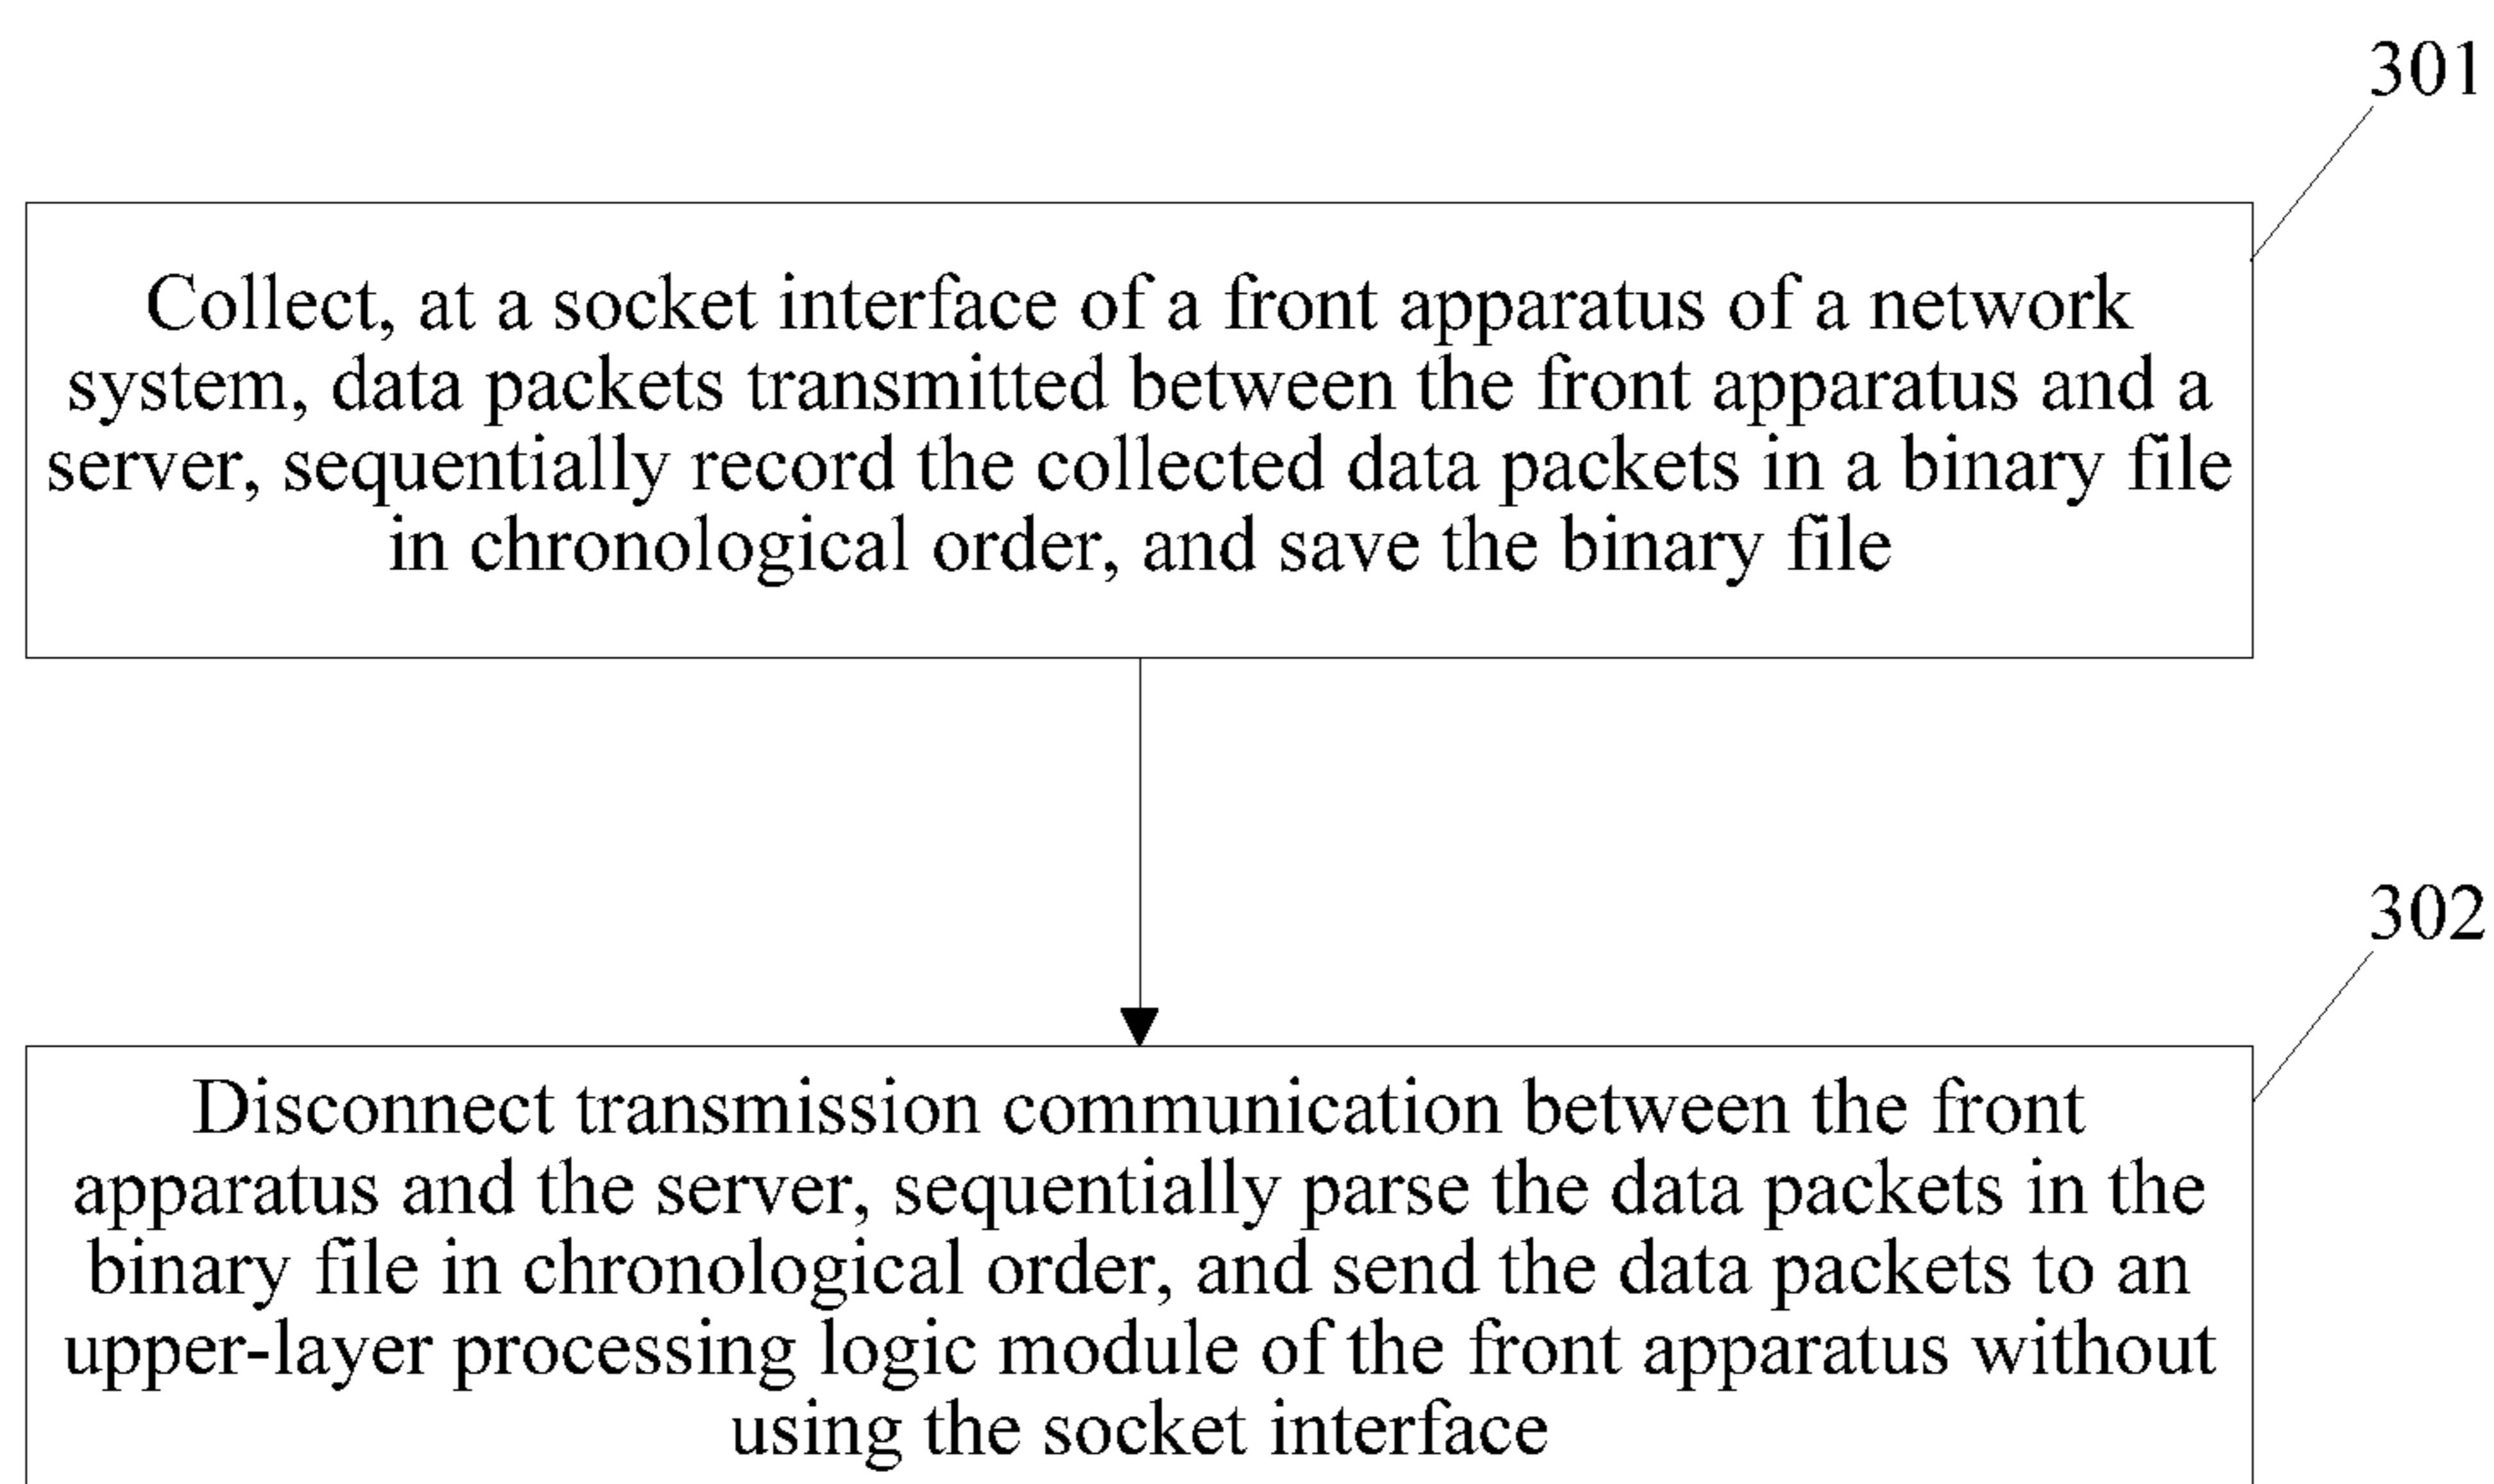 301
Collect, at a socket interface of a front apparatus of a network
system, data packets transmitted between the front apparatus and a
server, sequentially record the collected data packets in a binary file
in chronological order, and save the binary file
302
Disconnect transmission communication between the front
apparatus and the server, sequentially parse the data packets in the
binary file in chronological order, and send the data packets to an
upper-layer processing logic module of the front apparatus without
using the socket interface